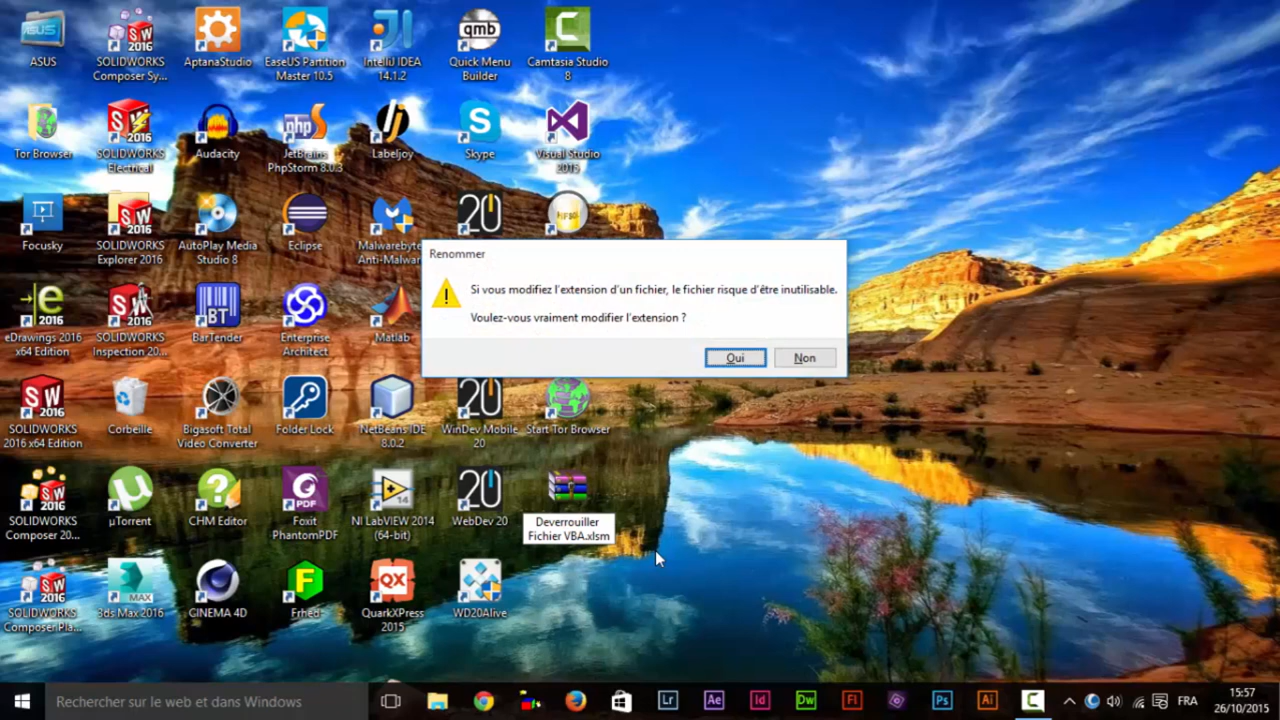 ASUS
SOLIDWORKS
Composer Sy...
AptanaStudio
EaseUS Partition
Master 10.5
IntelliJ IDEA
14.1.2
Quick Menu
Builder
Camtasia Studio
8
Tor Browser
SOLIDWORKS
Electrical
Audacity
JetBrains
PhpStorm 8.0.3
Labeljoy
Skype
Visual Studio
2015
Focusky
SOLIDWORKS
Explorer 2016
AutoPlay Media
Studio 8
Eclipse
Malwarebyte
Anti-Malwar
Renommer
Si vous modifiez l'extension d'un fichier, le fichier risque d'être inutilisable.
Voulez-vous vraiment modifier l'extension ?
Oui
Non
eDrawings 2016
x64 Edition
SOLIDWORKS
Inspection 20...
BarTender
Enterprise
Architect
Matlab
SOLIDWORKS
2016 x64 Edition
Corbeille
Bigasoft Total
Video Converter
Folder Lock
NetBeans IDE
8.0.2
WinDev Mobile
20
Start Tor Browser
SOLIDWORKS
Composer 20...
µTorrent
CHM Editor
Foxit
PhantomPDF
NI LabVIEW 2014
(64-bit)
WebDev 20
Deverrouiller
Fichier VBA.xlsm
SOLIDWORKS
Composer Pla...
3ds Max 2016
CINEMA 4D
Frhed
QuarkXPress
2015
WD20Alive
Rechercher sur le web et dans Windows
FRA
15:57
26/10/2015